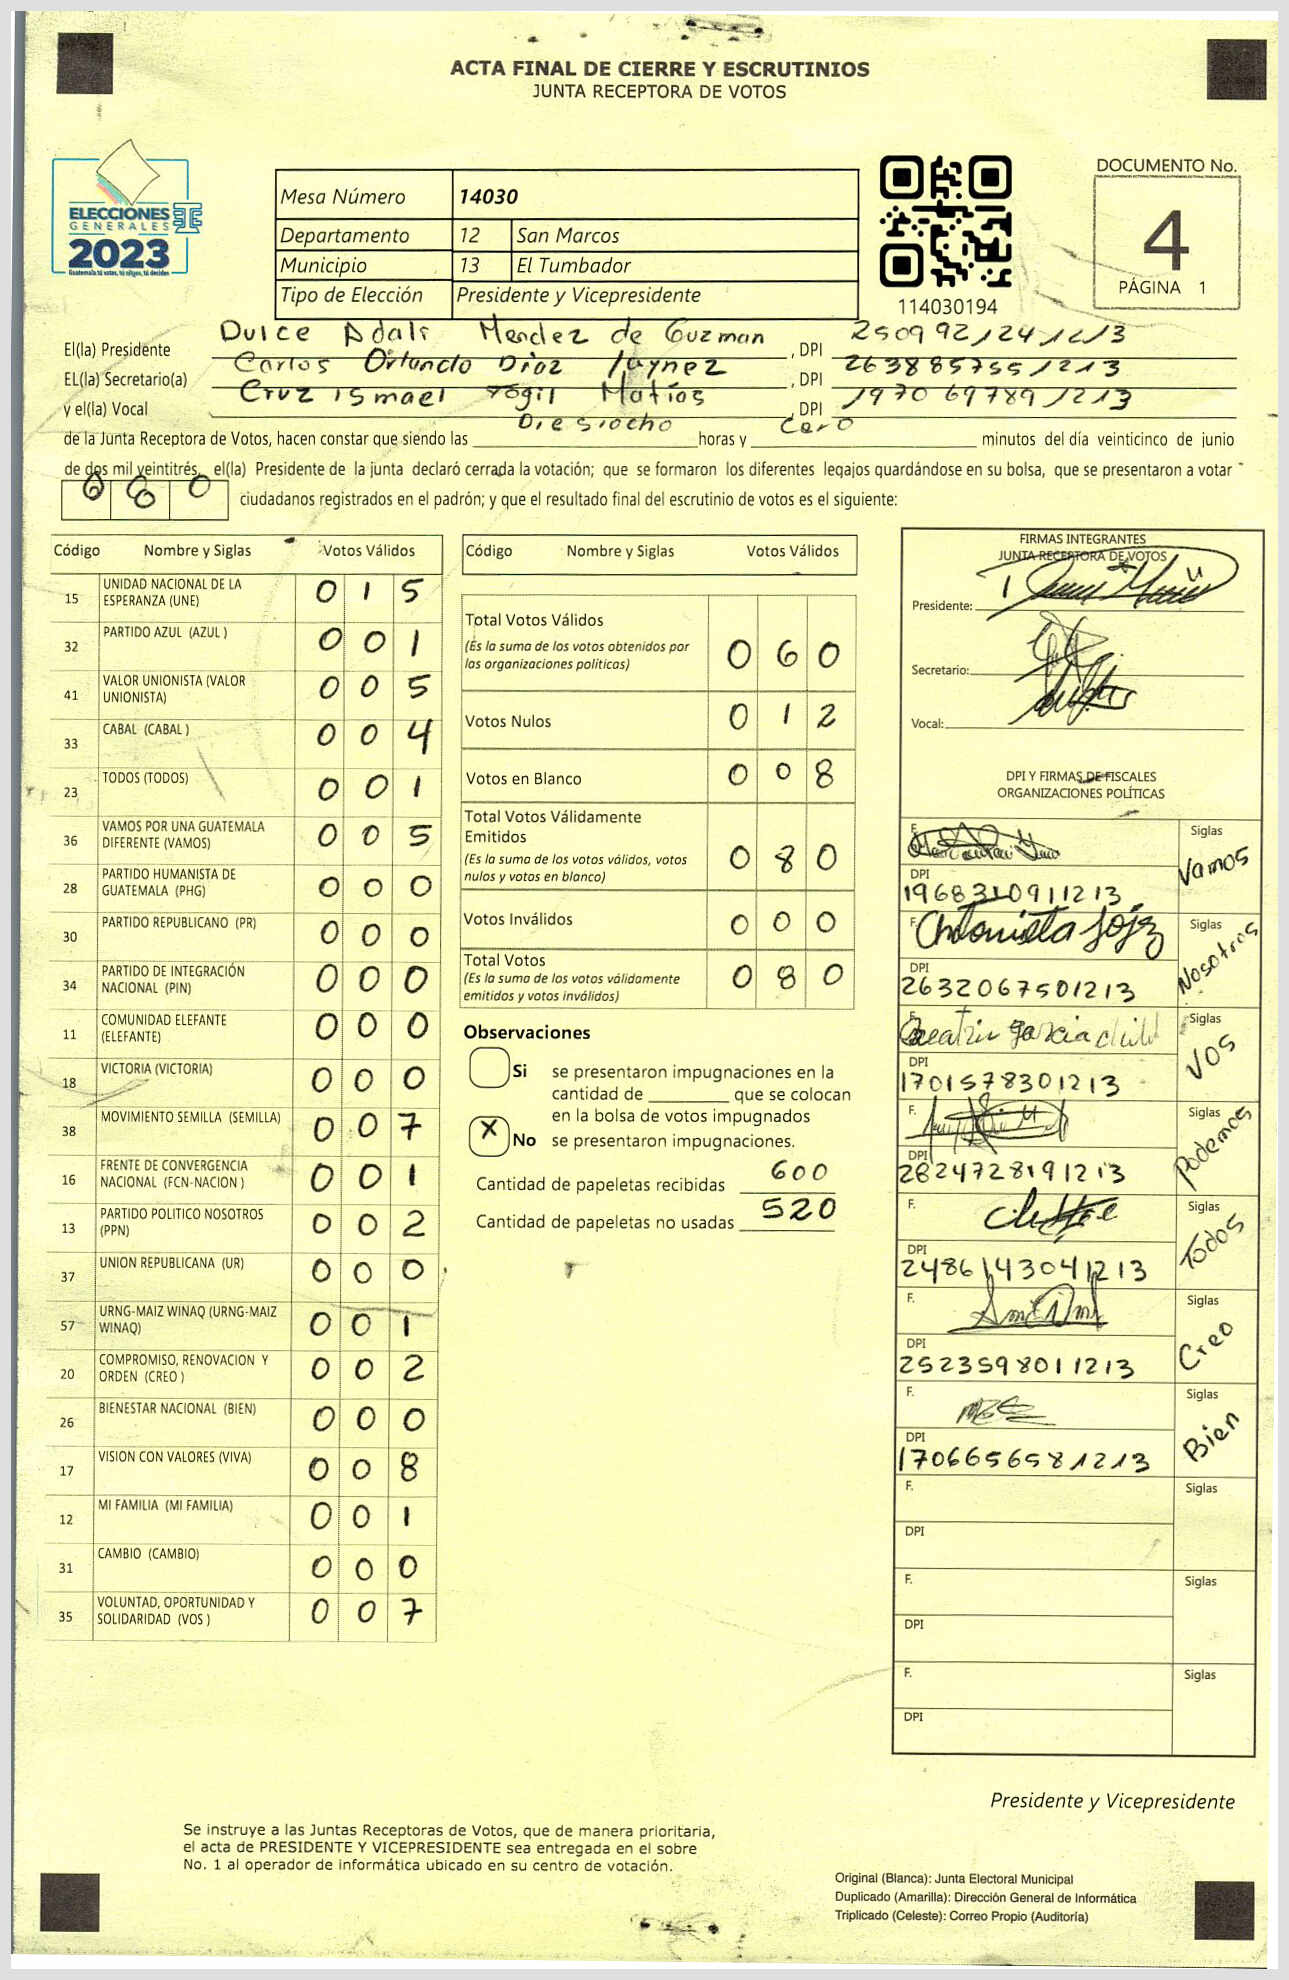 ACTA FINAL DE CIERRE Y ESCRUTINIOS
JUNTA RECEPTORA DE VOTOS
ELECCIONES
GENERALES
2023
Guatemala tú votas, tú eliges, tú decides
Mesa Número 14030
Departamento 12 San Marcos
Municipio 13 El Tumbador
Tipo de Elección Presidente y Vicepresidente
114030194
DOCUMENTO No.
4
PÁGINA 1
El(la) Presidente Dulce Adali Mendez de Guzman, DPI 2509921241213
EL(la) Secretario(a) Carlos Orlando Diaz, DPI 2638857551213
y el(la) Vocal Cruz ismael Matías, DPI 1970697891213
de la Junta Receptora de Votos, hacen constar que siendo las Diesiocho horas y Cero minutos del día veinticinco de junio
de dos mil veintitrés, el(la) Presidente de la junta declaró cerrada la votación; que se formaron los diferentes legajos guardándose en su bolsa, que se presentaron a votar
ciudadanos registrados en el padrón; y que el resultado final del escrutinio de votos es el siguiente:
Código Nombre y Siglas Votos Válidos
15 UNIDAD NACIONAL DE LA ESPERANZA (UNE) 0 1 5
32 PARTIDO AZUL (AZUL ) 0 0 1
41 VALOR UNIONISTA (VALOR UNIONISTA) 0 0 5
33 CABAL (CABAL ) 0 0 4
23 TODOS (TODOS) 0 0 1
36 VAMOS POR UNA GUATEMALA DIFERENTE (VAMOS) 0 0 5
28 PARTIDO HUMANISTA DE GUATEMALA (PHG) 0 0 0
30 PARTIDO REPUBLICANO (PR) 0 0 0
34 PARTIDO DE INTEGRACIÓN NACIONAL (PIN) 0 0 0
11 COMUNIDAD ELEFANTE (ELEFANTE) 0 0 0
18 VICTORIA (VICTORIA) 0 0 0
38 MOVIMIENTO SEMILLA (SEMILLA) 0 0 7
16 FRENTE DE CONVERGENCIA NACIONAL (FCN-NACION ) 0 0 1
13 PARTIDO POLITICO NOSOTROS (PPN) 0 0 2
37 UNION REPUBLICANA (UR) 0 0 0
57 URNG-MAIZ WINAQ (URNG-MAIZ WINAQ) 0 0 1
20 COMPROMISO, RENOVACION Y ORDEN (CREO ) 0 0 2
26 BIENESTAR NACIONAL (BIEN) 0 0 0
17 VISION CON VALORES (VIVA) 0 0 8
12 MI FAMILIA (MI FAMILIA) 0 0 1
31 CAMBIO (CAMBIO) 0 0 0
35 VOLUNTAD, OPORTUNIDAD Y SOLIDARIDAD (VOS ) 0 0 7
Código Nombre y Siglas Votos Válidos
Total Votos Válidos 0 6 0
(Es la suma de los votos obtenidos por
las organizaciones políticas)
Votos Nulos 0 1 2
Votos en Blanco 0 0 8
Total Votos Válidamente
Emitidos 0 8 0
(Es la suma de los votos válidos, votos
nulos y votos en blanco)
Votos Inválidos 0 0 0
Total Votos 0 8 0
(Es la suma de los votos válidamente
emitidos y votos inválidos)
Observaciones
Si se presentaron impugnaciones en la
cantidad de ________ que se colocan
en la bolsa de votos impugnados
X No se presentaron impugnaciones.
Cantidad de papeletas recibidas 600
Cantidad de papeletas no usadas 520
FIRMAS INTEGRANTES
JUNTA RECEPTORA DE VOTOS
Presidente:
Secretario:
Vocal:
DPI Y FIRMAS DE FISCALES
ORGANIZACIONES POLÍTICAS
F. Siglas Vamos
DPI 1968310911213
F. Antonieta Siglas Nosotros
DPI 2632067501213
F. Beatriz garcia Siglas VOS
DPI 1701578301213
F. Siglas Podemos
DPI 2824728191213
F. Siglas Todos
DPI 2486143041213
F. Siglas Creo
DPI 2523598011213
F. Siglas Bien
DPI 1706656581213
F. Siglas
DPI
F. Siglas
DPI
F. Siglas
DPI
Presidente y Vicepresidente
Se instruye a las Juntas Receptoras de Votos, que de manera prioritaria,
el acta de PRESIDENTE Y VICEPRESIDENTE sea entregada en el sobre
No. 1 al operador de informática ubicado en su centro de votación.
Original (Blanca): Junta Electoral Municipal
Duplicado (Amarilla): Dirección General de Informática
Triplicado (Celeste): Correo Propio (Auditoría)